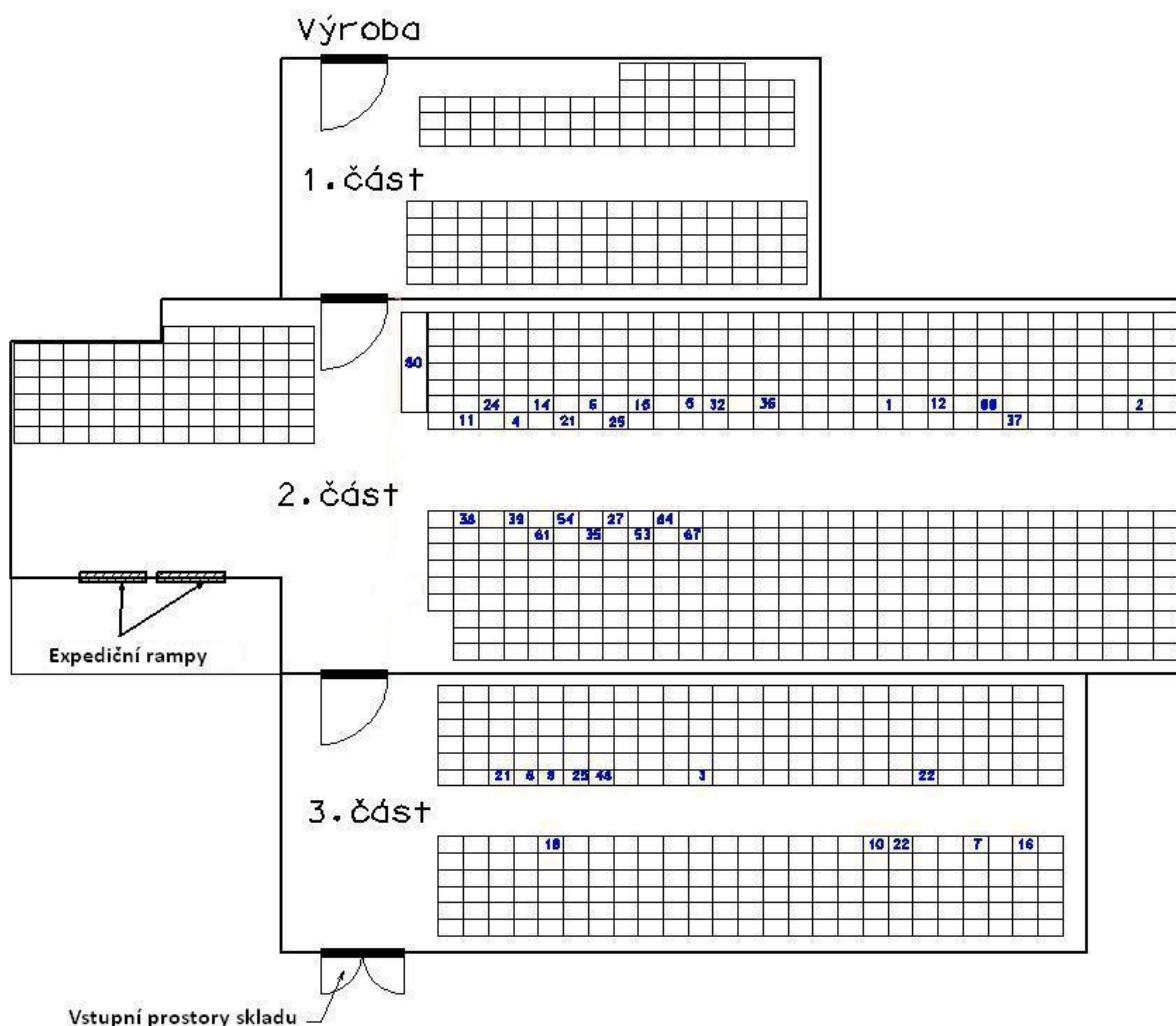 Výroba
1.část
60
24 14 6 15 5 32 36 1 12 2
11 4 21 25 37
2.část
38 39 54 27 64
61 35 53 67
Expediční rampy
21 6 9 25 48 3 22
3.část
18 10 22 7 16
Vstupní prostory skladu